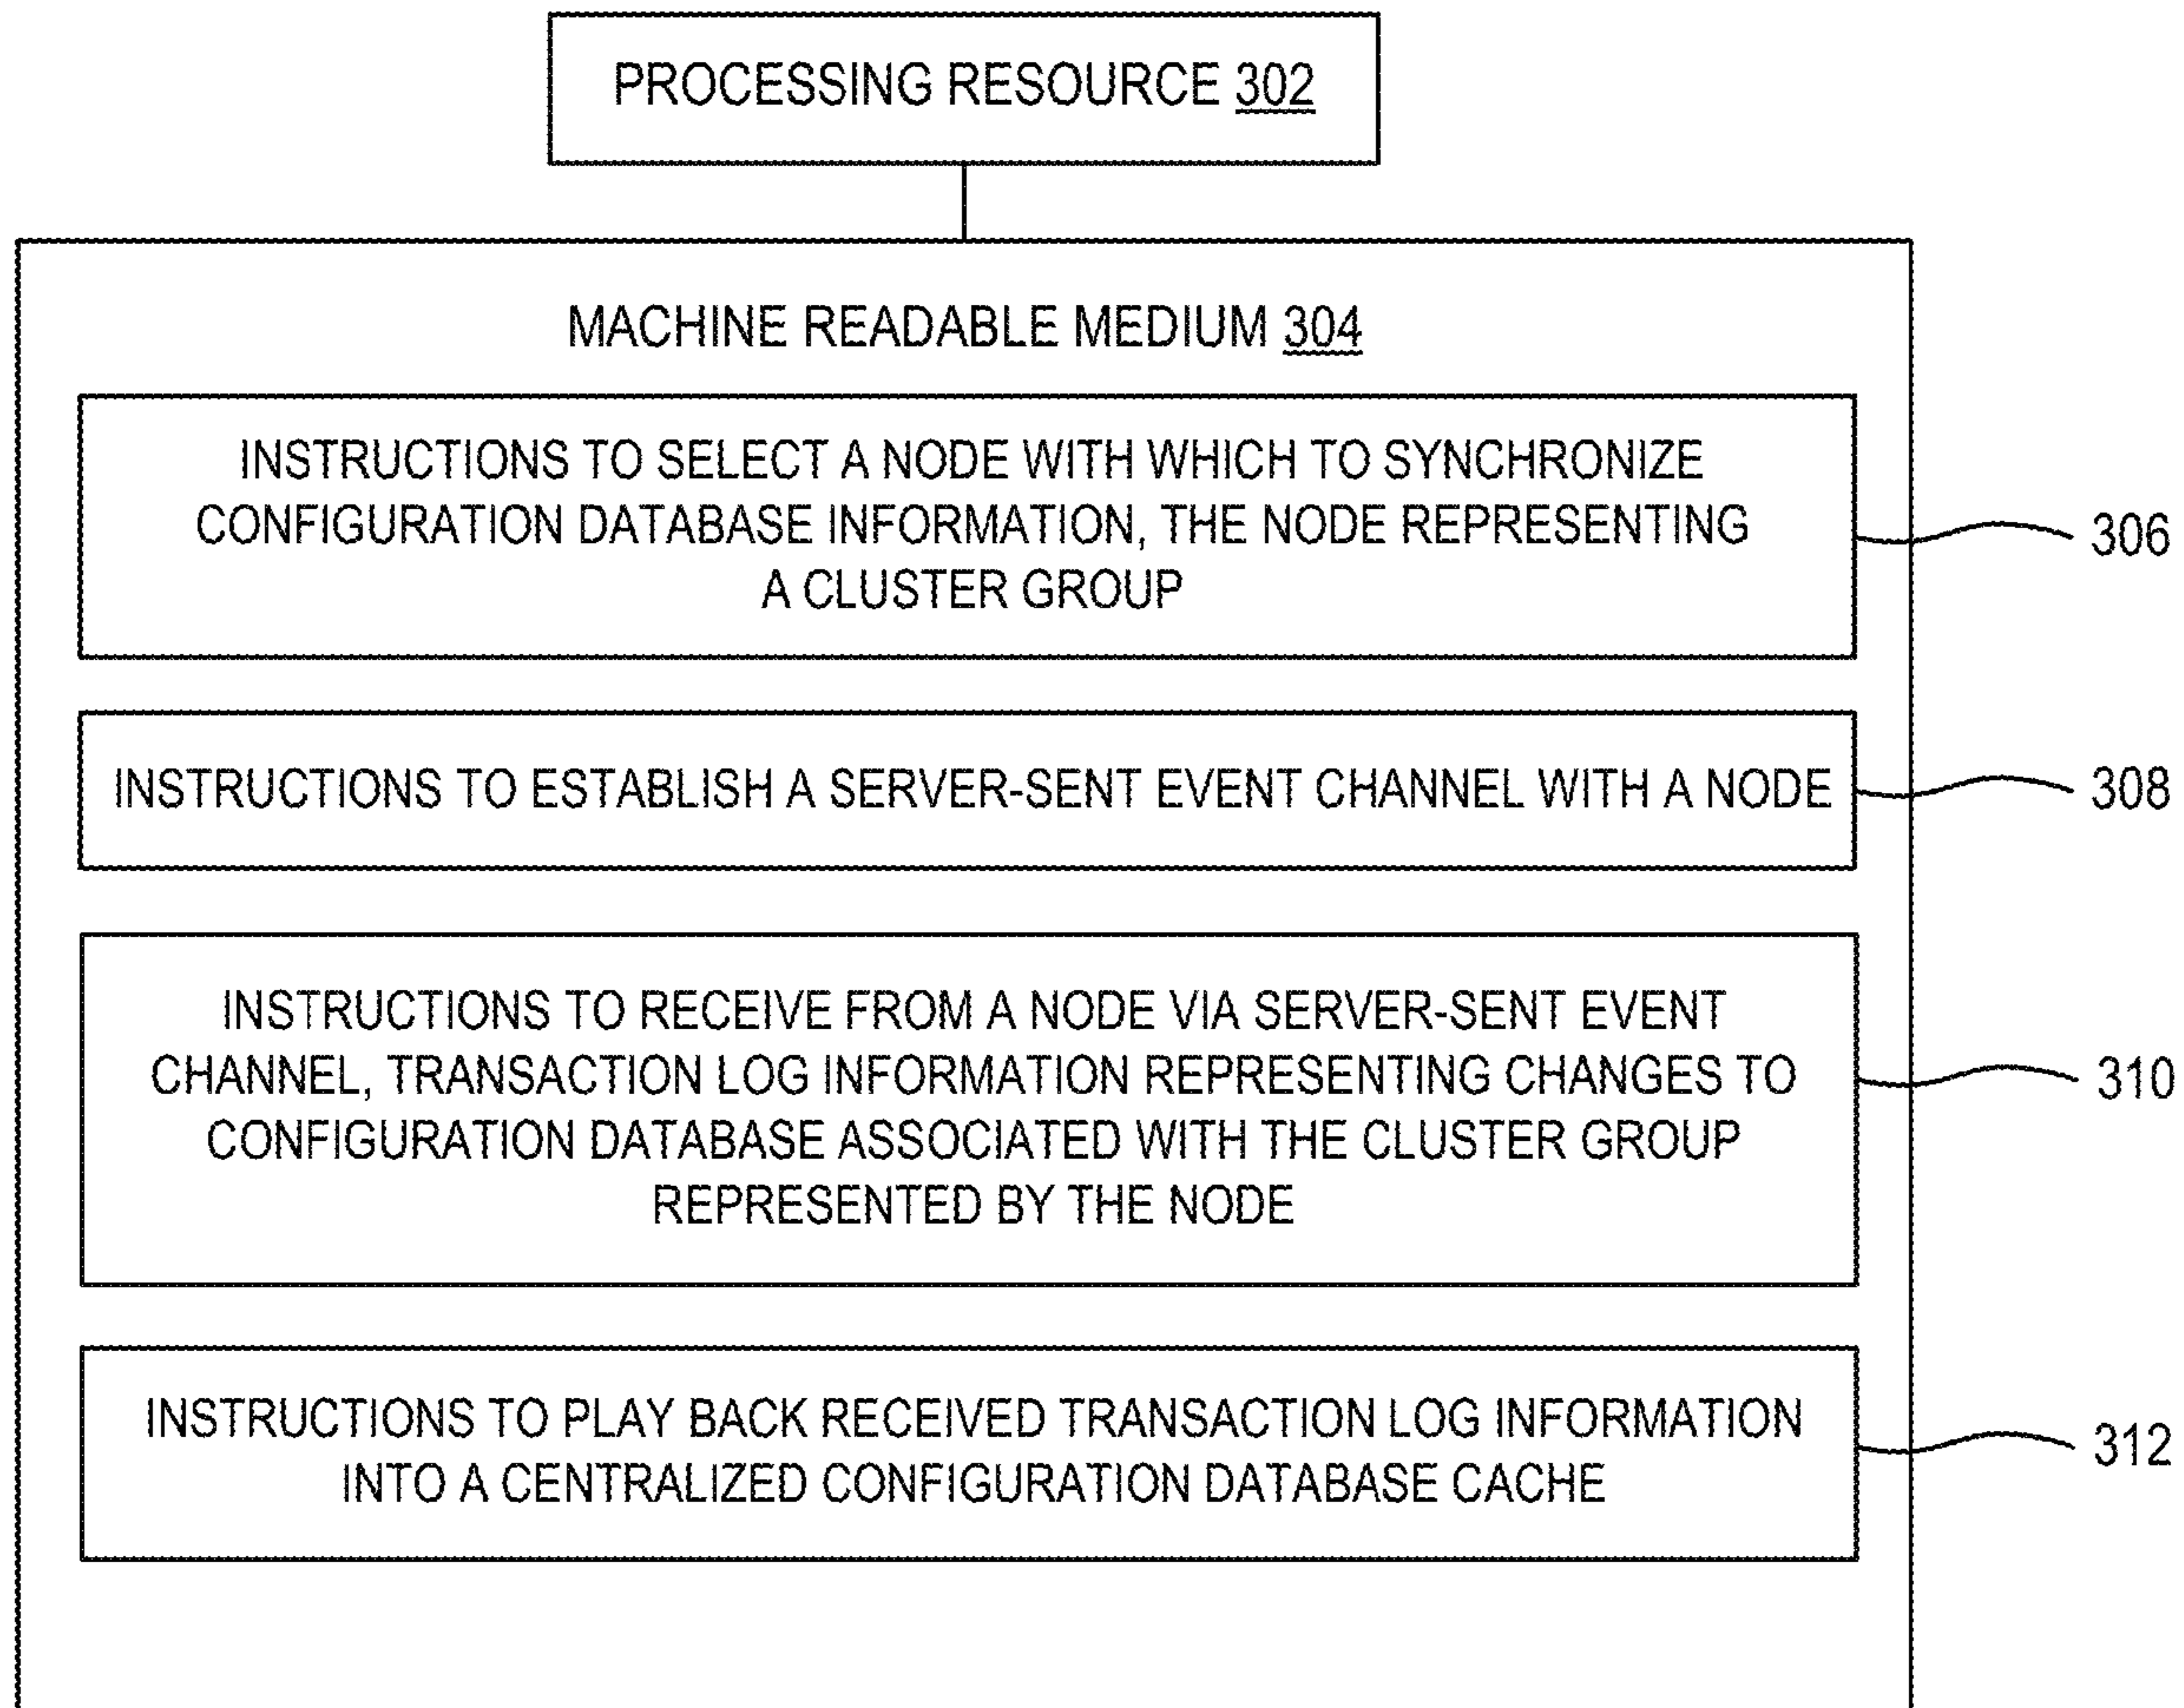 PROCESSING RESOURCE 302
MACHINE READABLE MEDIUM 304
INSTRUCTIONS TO SELECT A NODE WITH WHICH TO SYNCHRONIZE
CONFIGURATION DATABASE INFORMATION, THE NODE REPRESENTING
A CLUSTER GROUP
306
INSTRUCTIONS TO ESTABLISH A SERVER-SENT EVENT CHANNEL WITH A NODE
308
INSTRUCTIONS TO RECEIVE FROM A NODE VIA SERVER-SENT EVENT
CHANNEL, TRANSACTION LOG INFORMATION REPRESENTING CHANGES TO
CONFIGURATION DATABASE ASSOCIATED WITH THE CLUSTER GROUP
REPRESENTED BY THE NODE
310
INSTRUCTIONS TO PLAY BACK RECEIVED TRANSACTION LOG INFORMATION
INTO A CENTRALIZED CONFIGURATION DATABASE CACHE
312